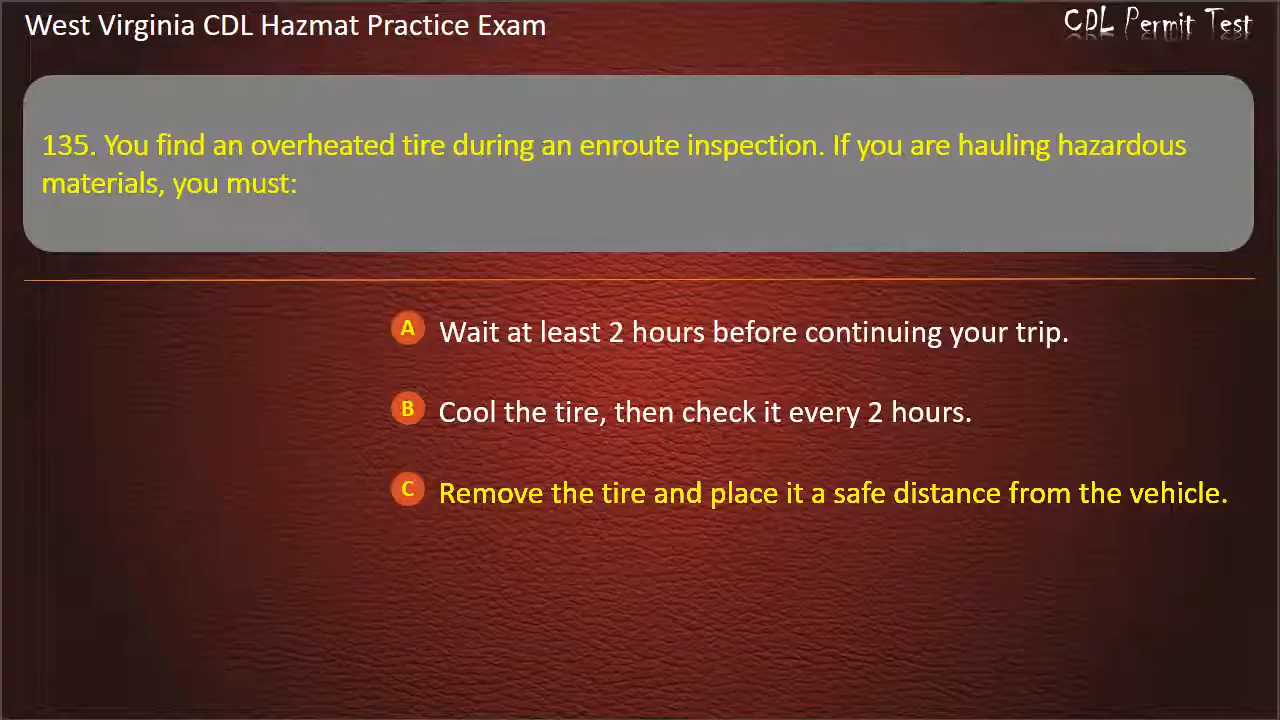 West Virginia CDL Hazmat Practice Exam
CDL Permit Test
135. You find an overheated tire during an enroute inspection. If you are hauling hazardous
materials, you must:
A Wait at least 2 hours before continuing your trip.
B Cool the tire, then check it every 2 hours.
C Remove the tire and place it a safe distance from the vehicle.